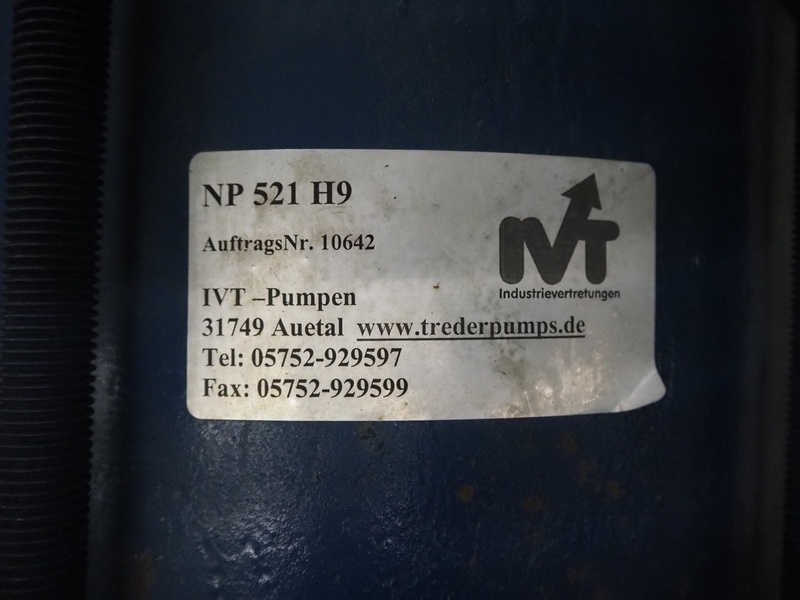 NP 521 H9
AuftragsNr. 10642
IVT
Industrievertretungen
IVT –Pumpen
31749 Auetal www.trederpumps.de
Tel: 05752-929597
Fax: 05752-929599